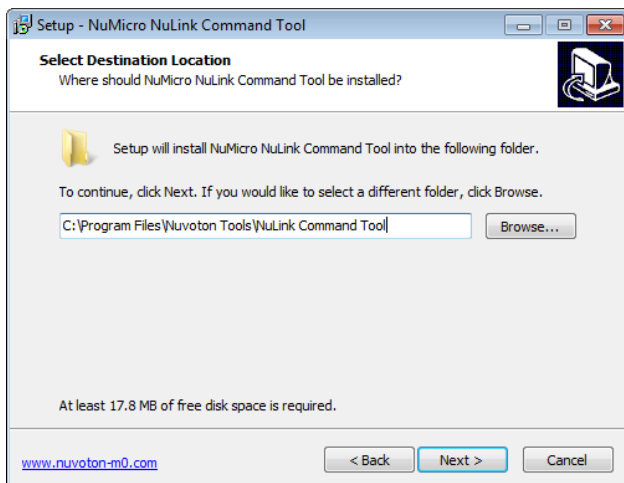 Setup - NuMicro NuLink Command Tool
Select Destination Location
Where should NuMicro NuLink Command Tool be installed?
Setup will install NuMicro NuLink Command Tool into the following folder.
To continue, click Next. If you would like to select a different folder, click Browse.
C:\Program Files\Nuvoton Tools\NuLink Command Tool
Browse...
At least 17.8 MB of free disk space is required.
www.nuvoton-m0.com
< Back
Next >
Cancel